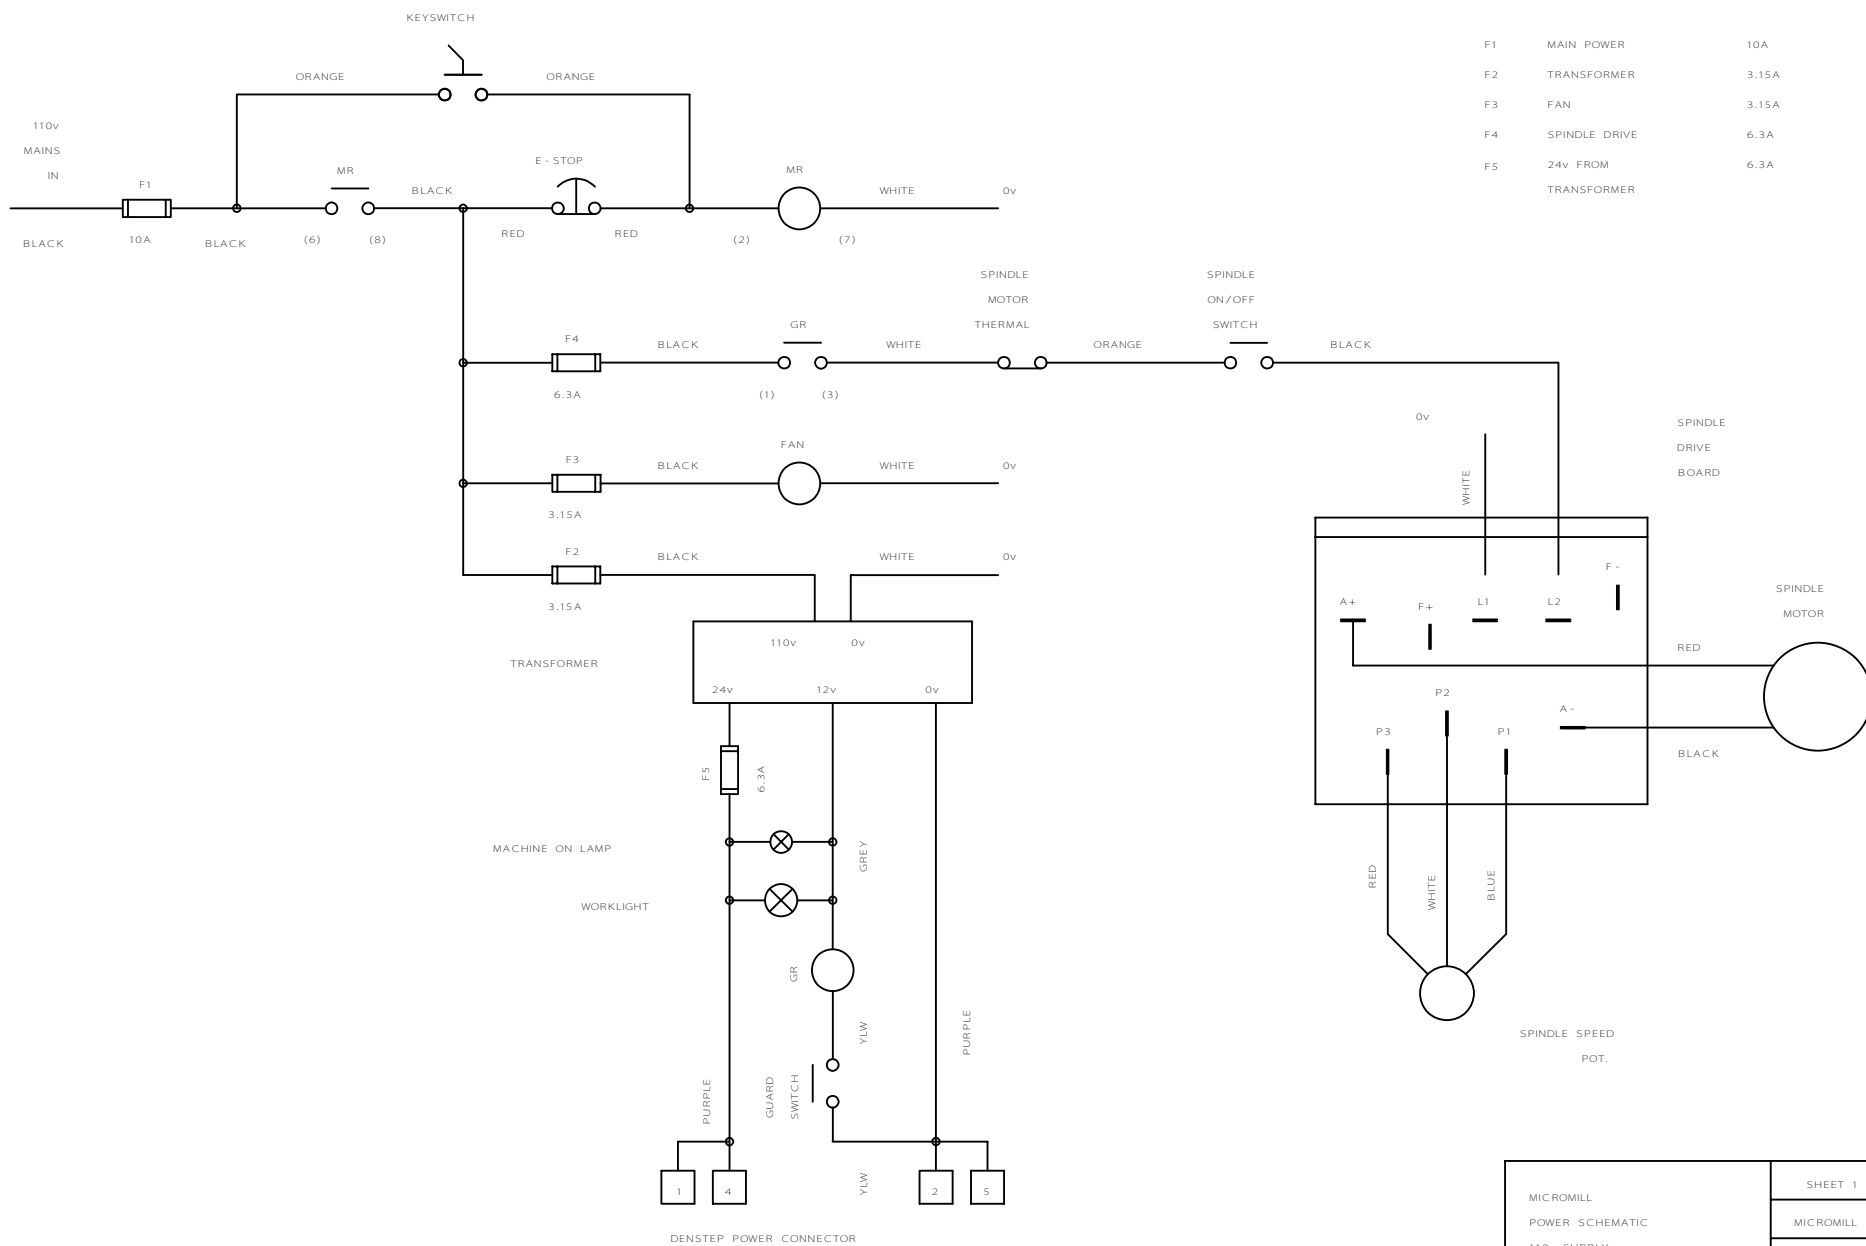 KEYSWITCH
ORANGE
ORANGE
110v
MAINS
IN
F1
MR
BLACK
E - STOP
MR
WHITE
0v
BLACK
10A
BLACK
(6)
(8)
RED
RED
(2)
(7)
F1 MAIN POWER 10A
F2 TRANSFORMER 3.15A
F3 FAN 3.15A
F4 SPINDLE DRIVE 6.3A
F5 24v FROM 6.3A
TRANSFORMER
SPINDLE
MOTOR
THERMAL
SPINDLE
ON/OFF
SWITCH
F4
BLACK
GR
WHITE
ORANGE
BLACK
6.3A
(1)
(3)
F3
BLACK
FAN
WHITE
0v
3.15A
F2
BLACK
WHITE
0v
3.15A
TRANSFORMER
110v
0v
24v
12v
0v
F5
6.3A
MACHINE ON LAMP
GREY
WORKLIGHT
GR
YLW
PURPLE
PURPLE
GUARD
SWITCH
YLW
1
4
2
5
DENSTEP POWER CONNECTOR
0v
WHITE
SPINDLE
DRIVE
BOARD
A+
F+
L1
L2
F -
P3
P2
P1
A -
RED
BLACK
SPINDLE
MOTOR
RED
WHITE
BLUE
SPINDLE SPEED
POT.
MICROMILL
POWER SCHEMATIC
SHEET 1
MICROMILL